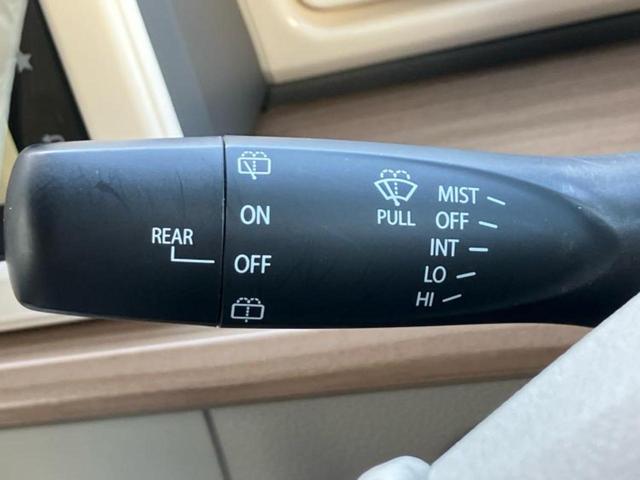 REAR
ON
OFF
PULL
MIST
OFF
INT
LO
HI